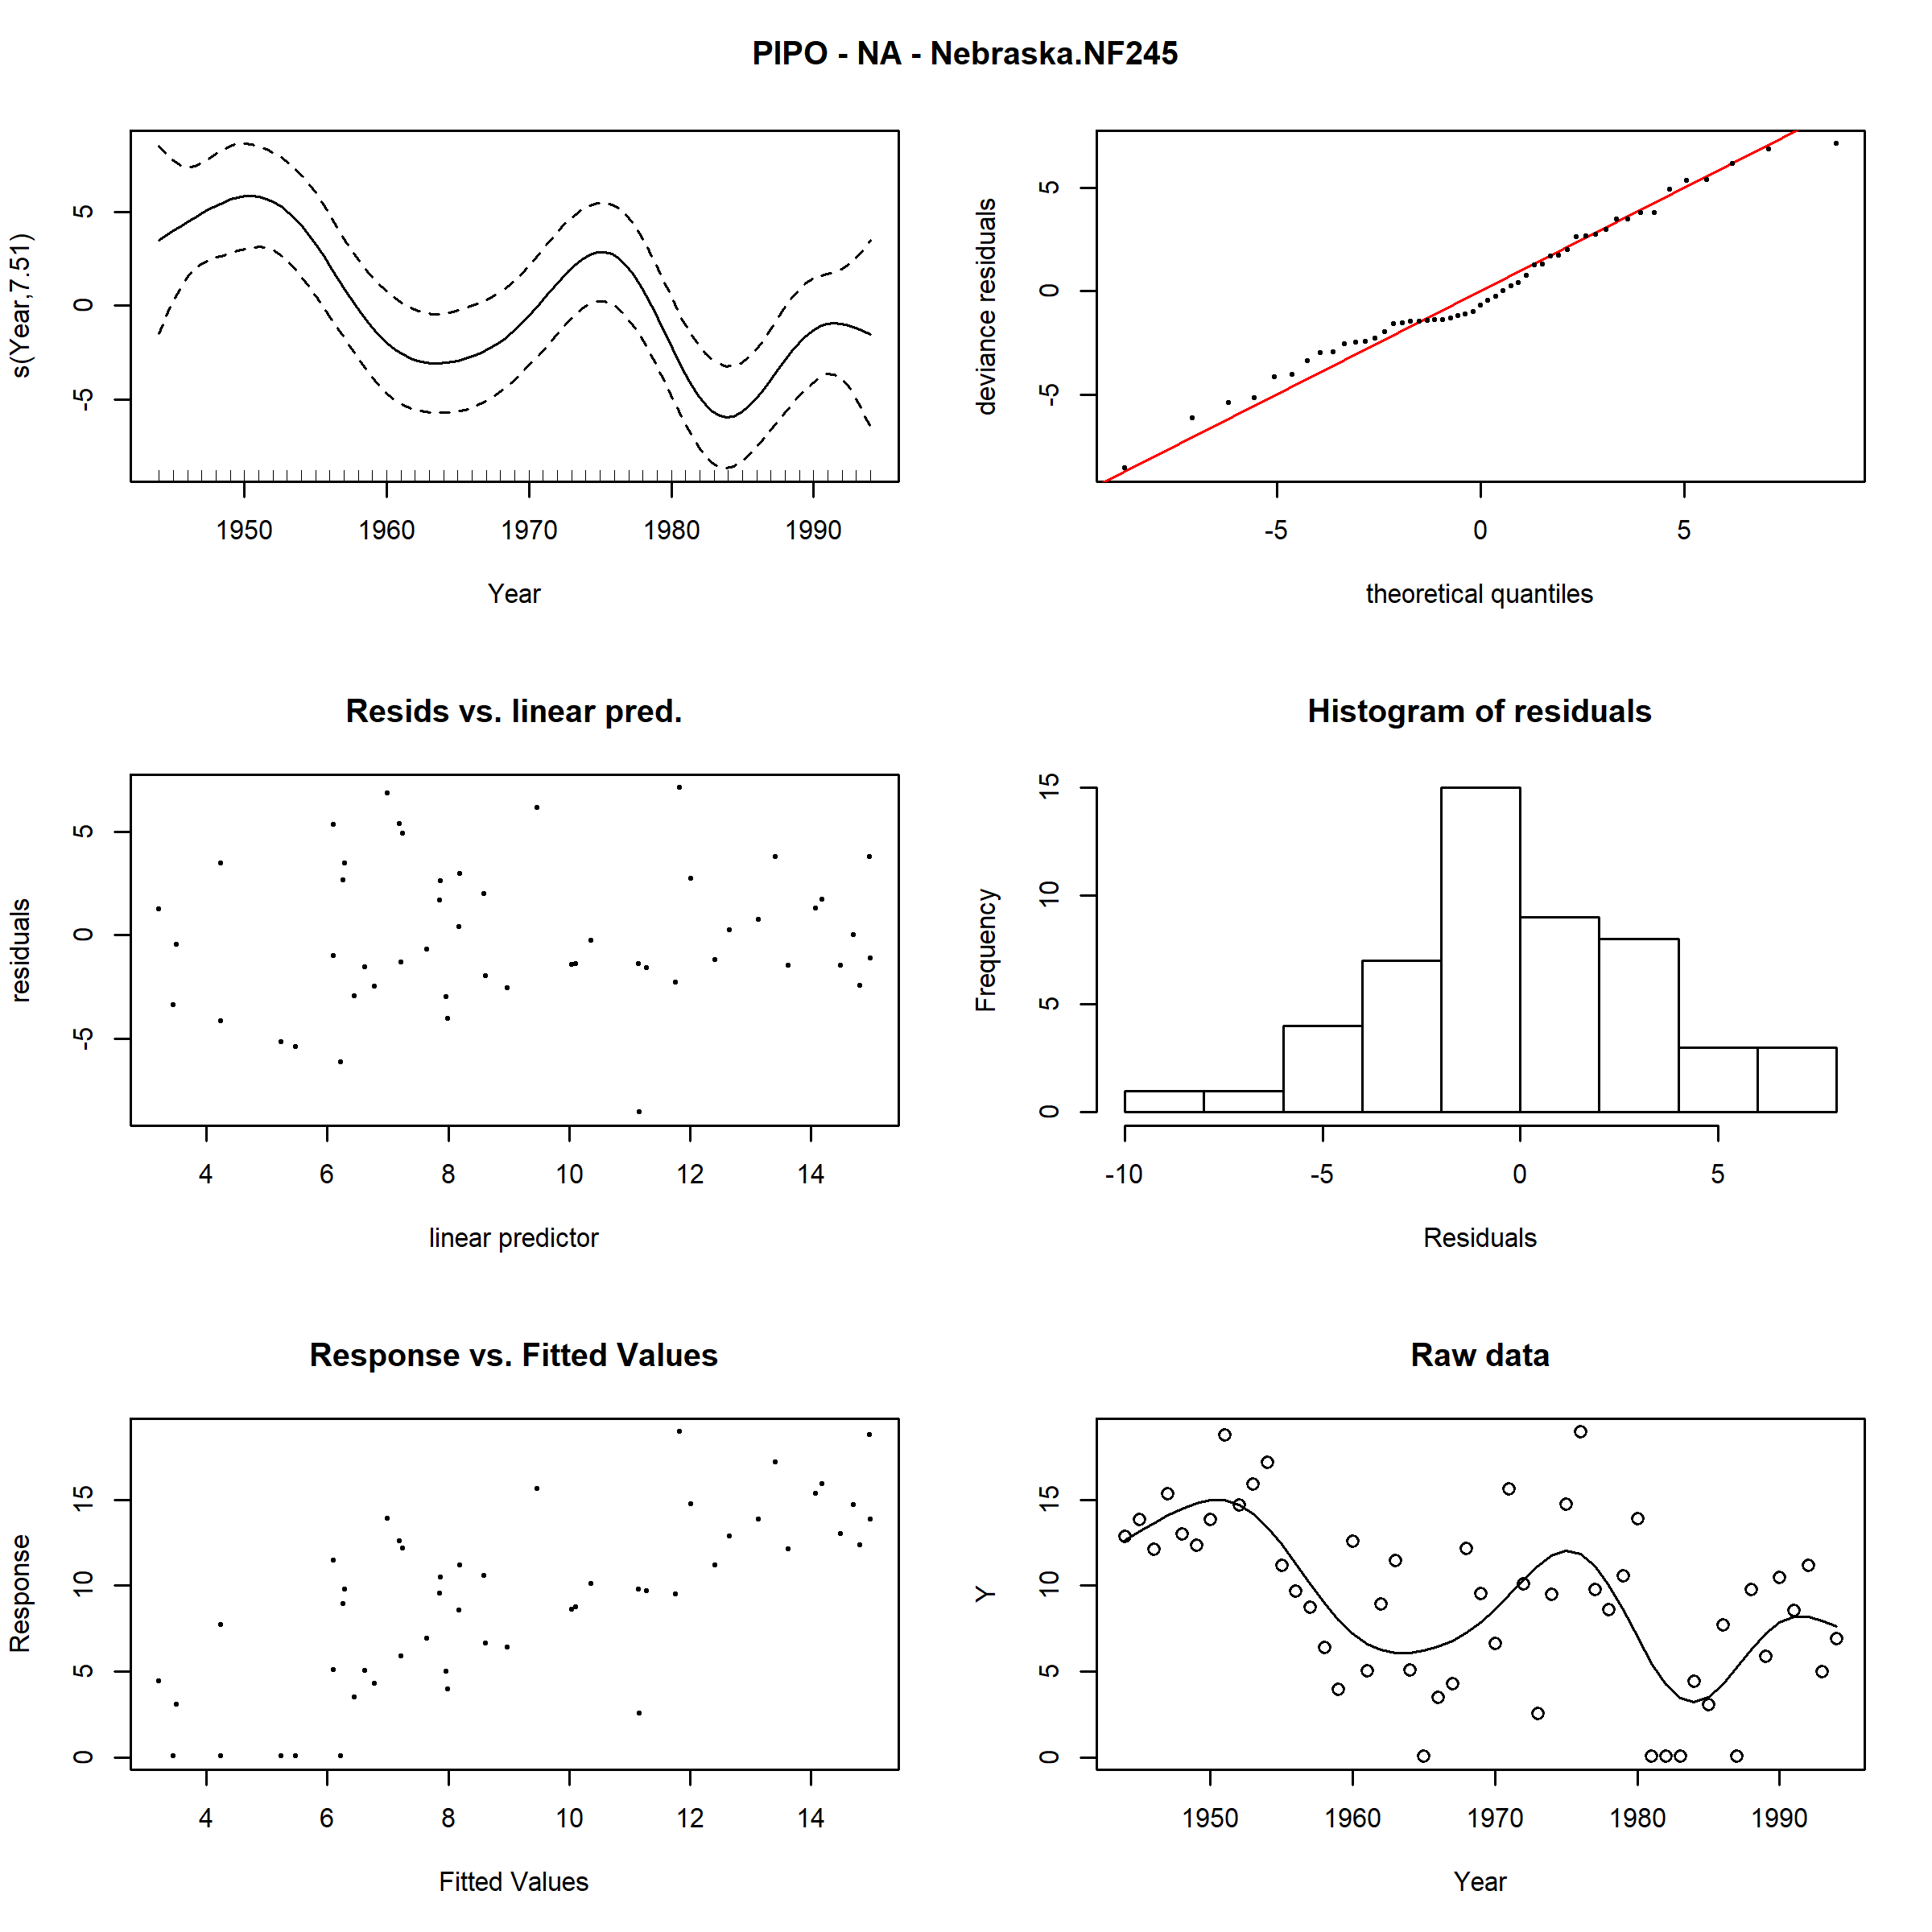 PIPO - NA - Nebraska.NF245
s(Year,7.51)
5
0
-5
1950 1960 1970 1980 1990
Year
deviance residuals
5
0
-5
-5 0 5
theoretical quantiles
Resids vs. linear pred.
residuals
5
0
-5
4 6 8 10 12 14
linear predictor
Histogram of residuals
Frequency
15
10
5
0
-10 -5 0 5
Residuals
Response vs. Fitted Values
Response
15
10
5
0
4 6 8 10 12 14
Fitted Values
Raw data
Y
15
10
5
0
1950 1960 1970 1980 1990
Year